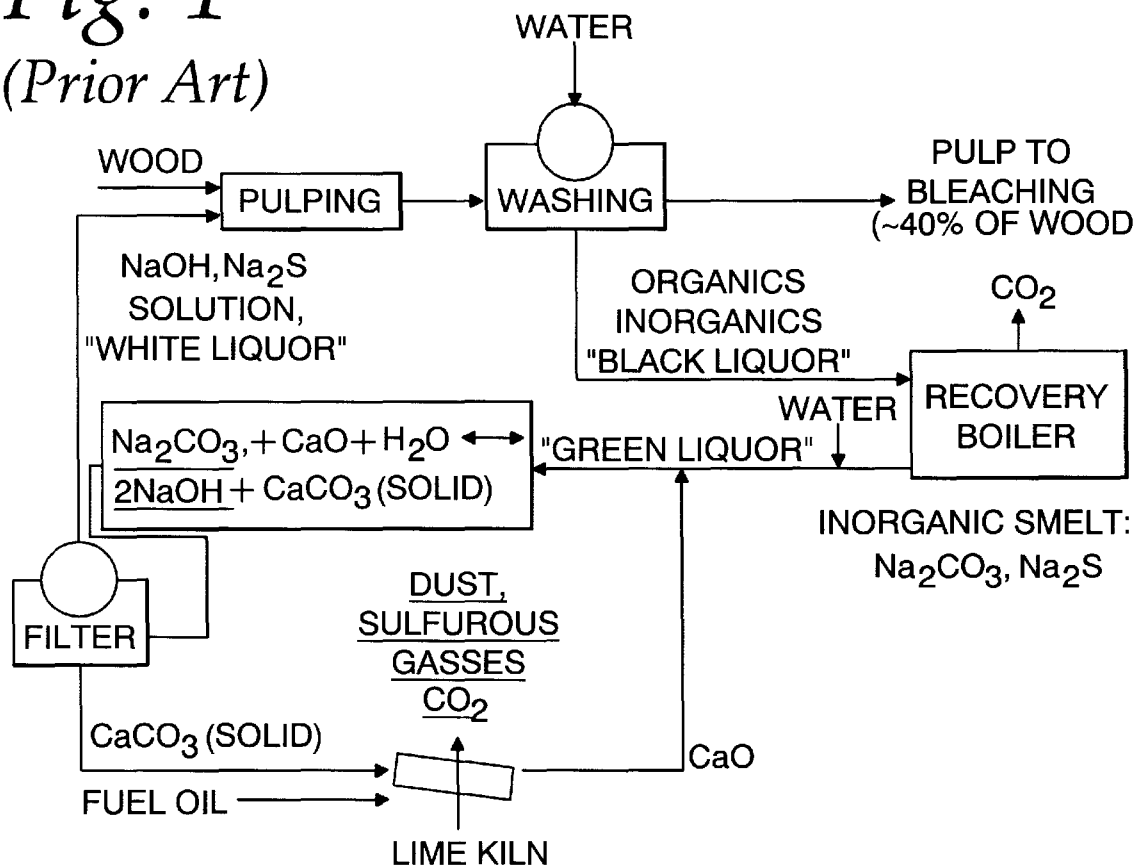 Fig. 1
(Prior Art)
WATER
WOOD
PULPING
WASHING
PULP TO
BLEACHING
(~40% OF WOOD
NaOH, Na₂S
SOLUTION,
"WHITE LIQUOR"
ORGANICS
INORGANICS
"BLACK LIQUOR"
CO₂
RECOVERY
BOILER
WATER
"GREEN LIQUOR"
Na₂CO₃, + CaO + H₂O
2NaOH + CaCO₃ (SOLID)
INORGANIC SMELT:
Na₂CO₃, Na₂S
FILTER
DUST,
SULFUROUS
GASSES
CO₂
CaCO₃ (SOLID)
CaO
FUEL OIL
LIME KILN